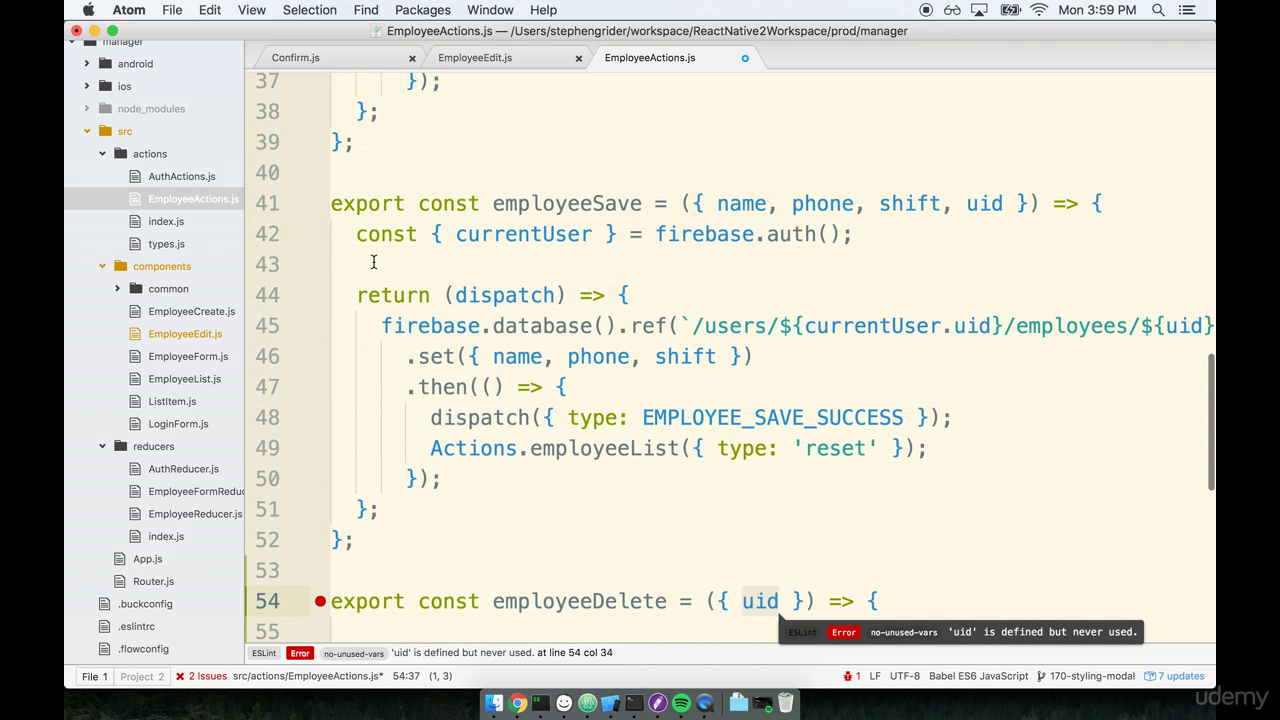 Atom File Edit View Selection Find Packages Window Help Mon 3:59 PM
EmployeeActions.js — /Users/stephengrider/workspace/ReactNative2Workspace/prod/manager
manager
android
ios
node_modules
src
actions
AuthActions.js
EmployeeActions.js
index.js
types.js
components
common
EmployeeCreate.js
EmployeeEdit.js
EmployeeForm.js
EmployeeList.js
ListItem.js
LoginForm.js
reducers
AuthReducer.js
EmployeeFormReduc
EmployeeReducer.js
index.js
App.js
Router.js
.buckconfig
.eslintrc
.flowconfig
Confirm.js EmployeeEdit.js EmployeeActions.js
37 });
38 };
39 };
40
41 export const employeeSave = ({ name, phone, shift, uid }) => {
42 const { currentUser } = firebase.auth();
43
44 return (dispatch) => {
45 firebase.database().ref(`/users/${currentUser.uid}/employees/${uid}
46 .set({ name, phone, shift })
47 .then(() => {
48 dispatch({ type: EMPLOYEE_SAVE_SUCCESS });
49 Actions.employeeList({ type: 'reset' });
50 });
51 };
52 };
53
54 export const employeeDelete = ({ uid }) => {
55
ESLint Error no-unused-vars 'uid' is defined but never used.
ESLint Error no-unused-vars 'uid' is defined but never used. at line 54 col 34
File 1 Project 2 2 Issues src/actions/EmployeeActions.js* 54:37 (1, 3) 1 LF UTF-8 Babel ES6 JavaScript 170-styling-modal 7 updates
udemy